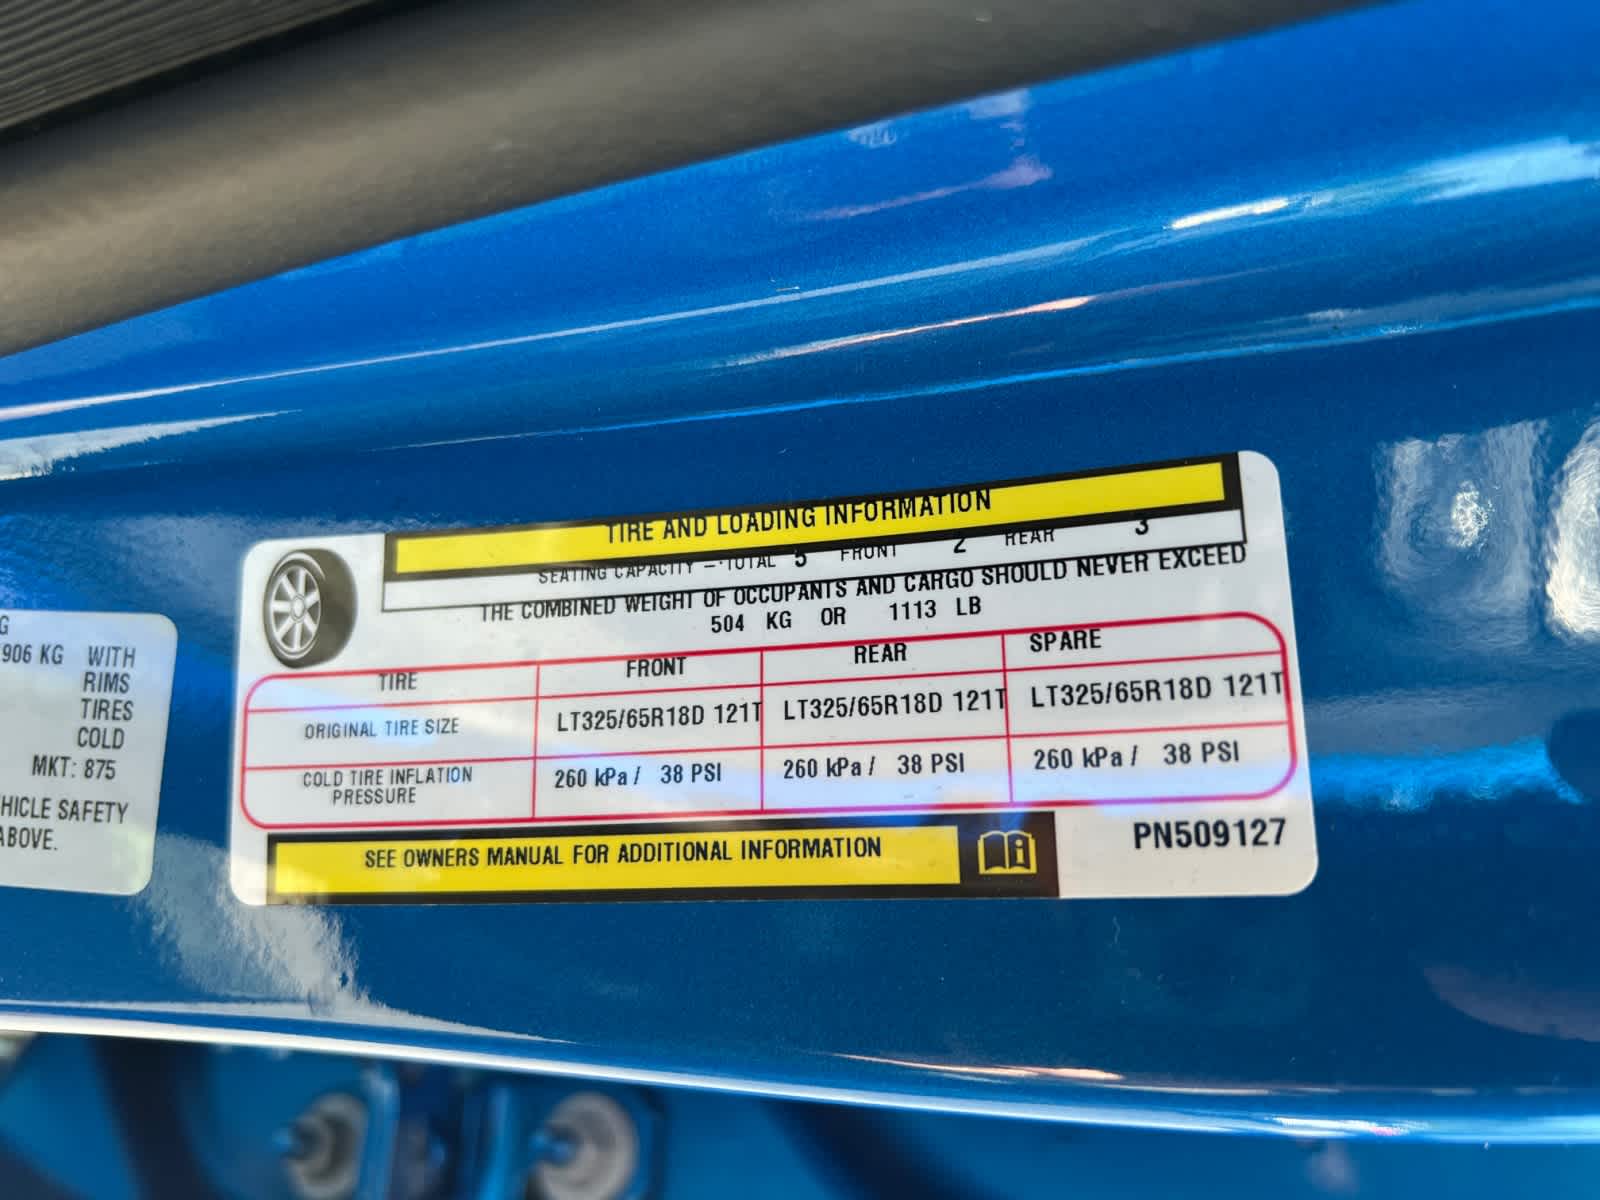 G
906 KG WITH
RIMS
TIRES
COLD
MKT: 875
HICLE SAFETY
ABOVE.
TIRE AND LOADING INFORMATION
SEATING CAPACITY – TOTAL 5 FRONT 2 REAR 3
THE COMBINED WEIGHT OF OCCUPANTS AND CARGO SHOULD NEVER EXCEED
504 KG OR 1113 LB
TIRE FRONT REAR SPARE
ORIGINAL TIRE SIZE LT325/65R18D 121T LT325/65R18D 121T LT325/65R18D 121T
COLD TIRE INFLATION
PRESSURE 260 kPa / 38 PSI 260 kPa / 38 PSI 260 kPa / 38 PSI
SEE OWNERS MANUAL FOR ADDITIONAL INFORMATION
PN509127